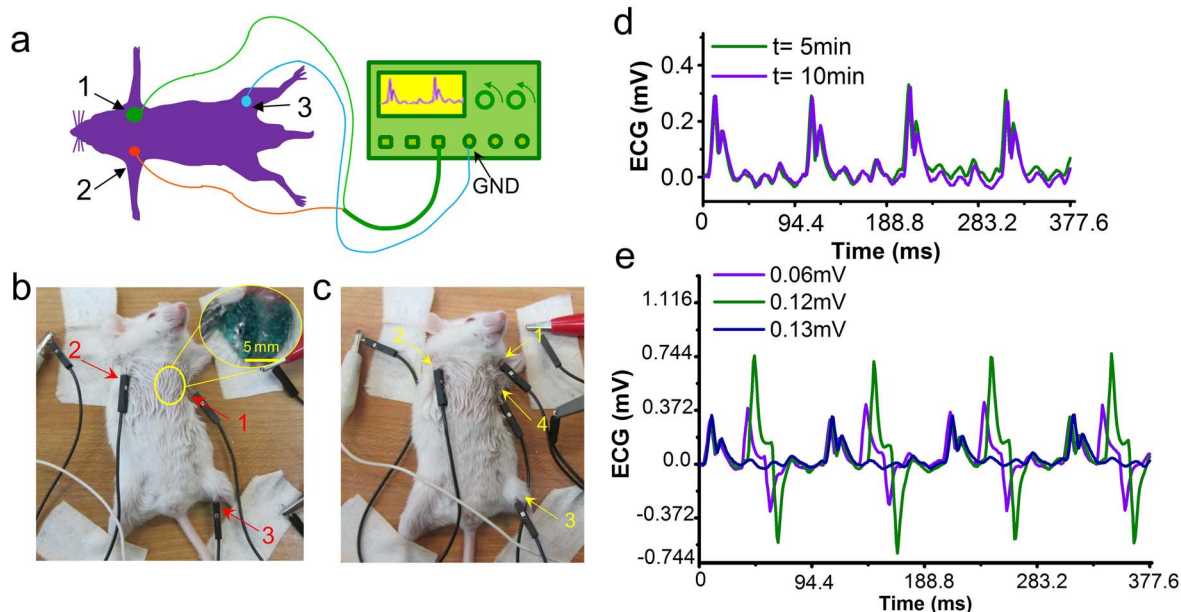 a
1
2
3
GND
b
2
1
3
5 mm
c
2
1
4
3
d
t= 5min
t= 10min
ECG (mV)
0.4
0.2
0.0
0 94.4 188.8 283.2 377.6
Time (ms)
e
0.06mV
0.12mV
0.13mV
ECG (mV)
1.116
0.7444
0.372
0.0
-0.372
-0.7444
0 94.4 188.8 283.2 377.6
Time (ms)